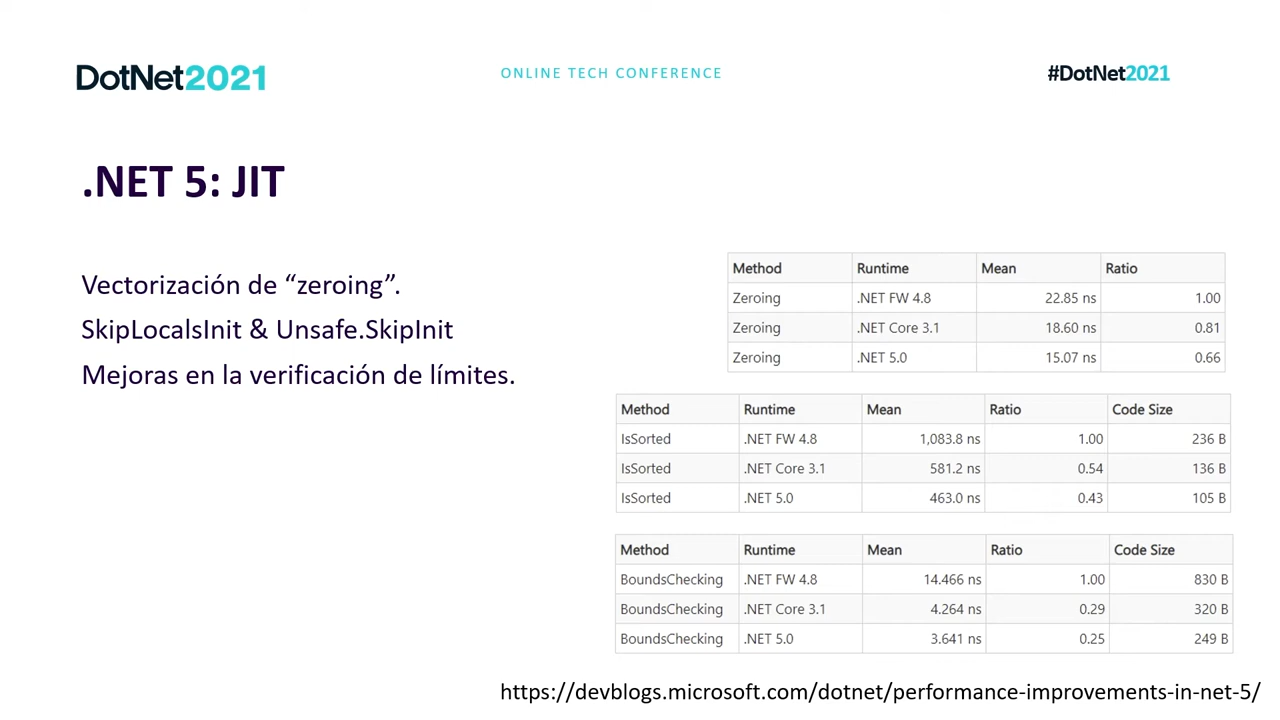 DotNet2021
ONLINE TECH CONFERENCE
#DotNet2021
.NET 5: JIT
Vectorización de “zeroing”.
SkipLocalsInit & Unsafe.SkipInit
Mejoras en la verificación de límites.
Method Runtime Mean Ratio
Zeroing .NET FW 4.8 22.85 ns 1.00
Zeroing .NET Core 3.1 18.60 ns 0.81
Zeroing .NET 5.0 15.07 ns 0.66
Method Runtime Mean Ratio Code Size
IsSorted .NET FW 4.8 1,083.8 ns 1.00 236 B
IsSorted .NET Core 3.1 581.2 ns 0.54 136 B
IsSorted .NET 5.0 463.0 ns 0.43 105 B
Method Runtime Mean Ratio Code Size
BoundsChecking .NET FW 4.8 14.466 ns 1.00 830 B
BoundsChecking .NET Core 3.1 4.264 ns 0.29 320 B
BoundsChecking .NET 5.0 3.641 ns 0.25 249 B
https://devblogs.microsoft.com/dotnet/performance-improvements-in-net-5/